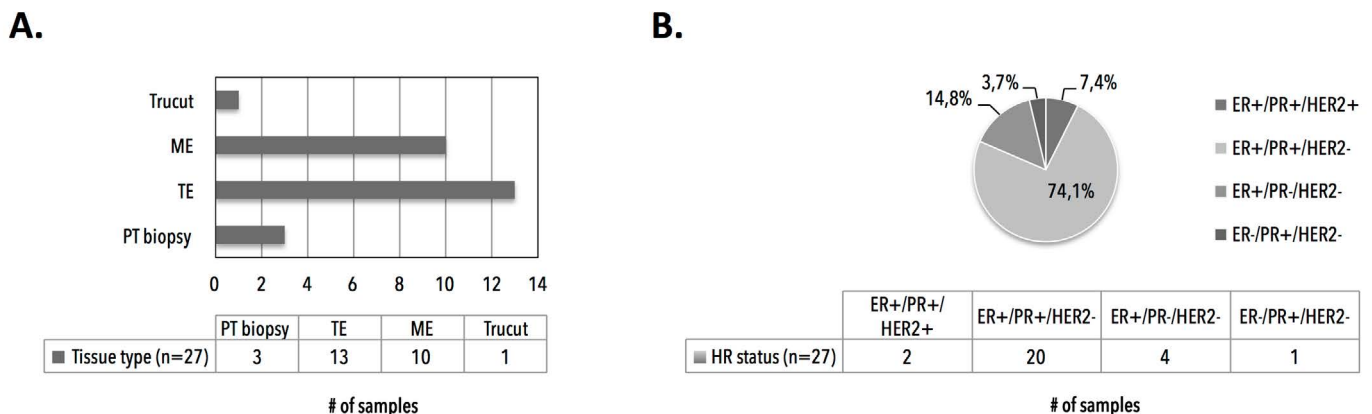 A.
Trucut
ME
TE
PT biopsy
0 2 4 6 8 10 12 14
PT biopsy TE ME Trucut
Tissue type (n=27) 3 13 10 1
# of samples
B.
3,7% 7,4%
14,8%
74,1%
ER+/PR+/HER2+
ER+/PR+/HER2-
ER+/PR-/HER2-
ER-/PR+/HER2-
ER+/PR+/
HER2+ ER+/PR+/HER2- ER+/PR-/HER2- ER-/PR+/HER2-
HR status (n=27) 2 20 4 1
# of samples